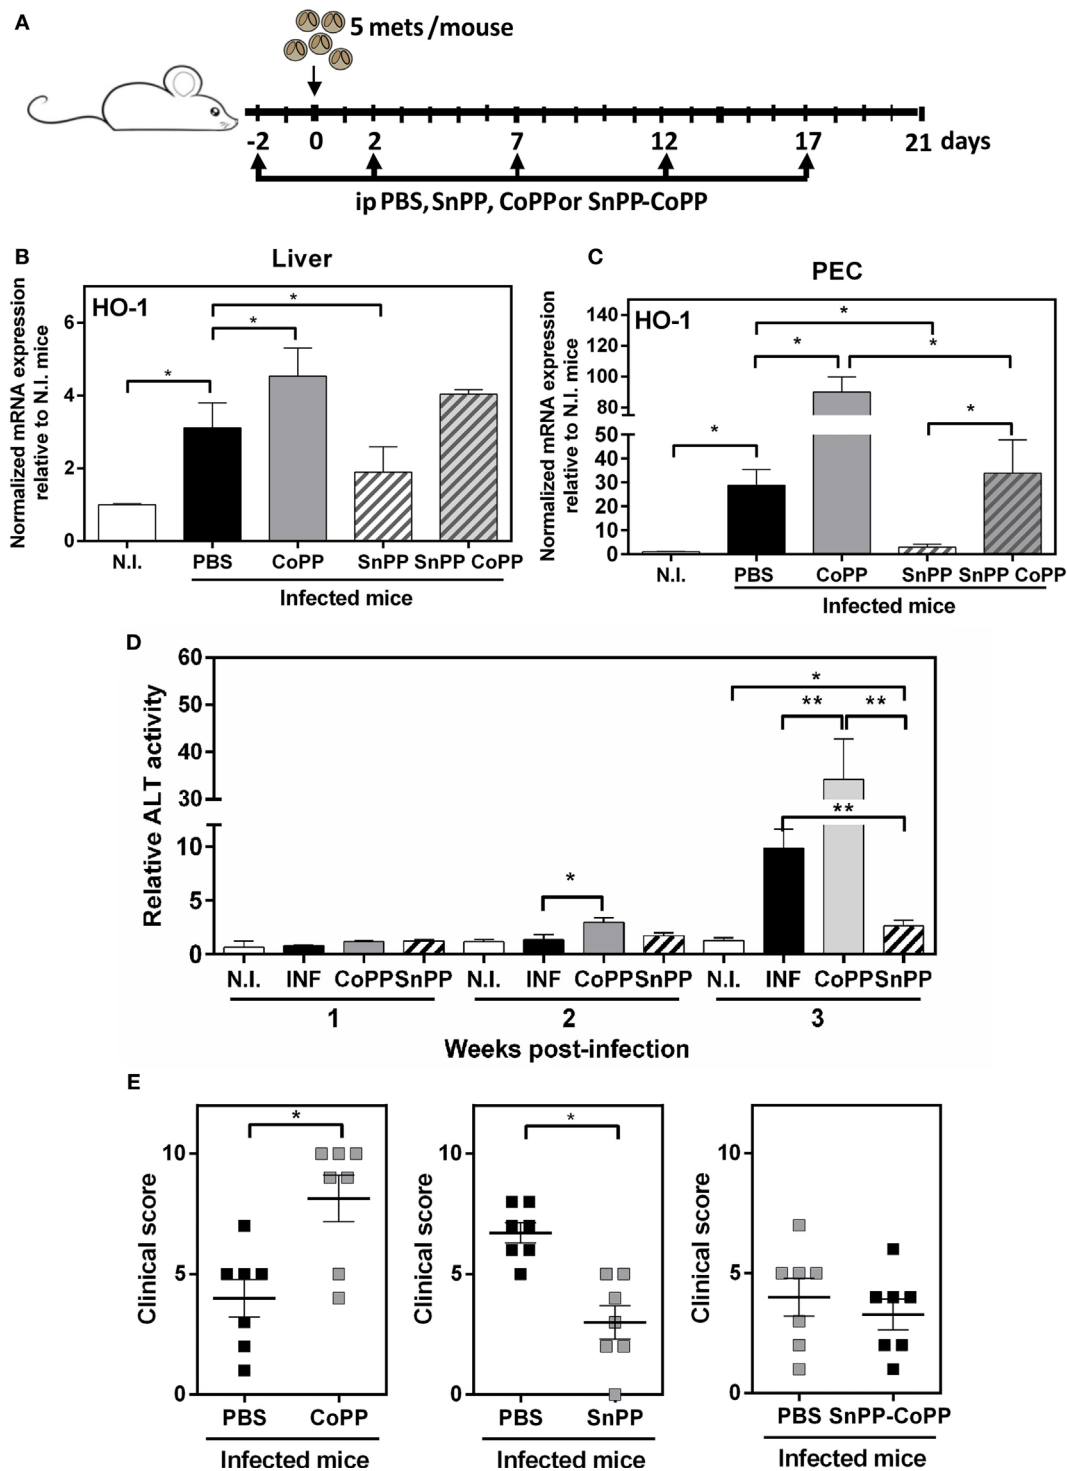 A
5 mets/mouse
-2 0 2 7 12 17 21 days
ip PBS, SnPP, CoPP or SnPP-CoPP
B
Liver
HO-1
Normalized mRNA expression
relative to N.I. mice
6
4
2
0
*
*
*
N.I. PBS CoPP SnPP SnPP CoPP
Infected mice
C
PEC
HO-1
Normalized mRNA expression
relative to N.I. mice
140
120
100
80
50
40
30
20
10
0
*
*
*
*
*
N.I. PBS CoPP SnPP SnPP CoPP
Infected mice
D
Relative ALT activity
60
50
40
30
10
5
0
*
*
** **
**
N.I. INF CoPP SnPP N.I. INF CoPP SnPP N.I. INF CoPP SnPP
1 2 3
Weeks post-infection
E
Clinical score
10
5
0
*
PBS CoPP
Infected mice
Clinical score
10
5
0
*
PBS SnPP
Infected mice
Clinical score
10
5
0
PBS SnPP-CoPP
Infected mice